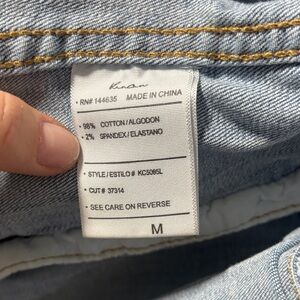 • RN# 144635 MADE IN CHINA
• 98% COTTON/ALGODON
• 2% SPANDEX/ELASTANO
• STYLE/ESTILO # KC5085L
• CUT# 37314
• SEE CARE ON REVERSE
M